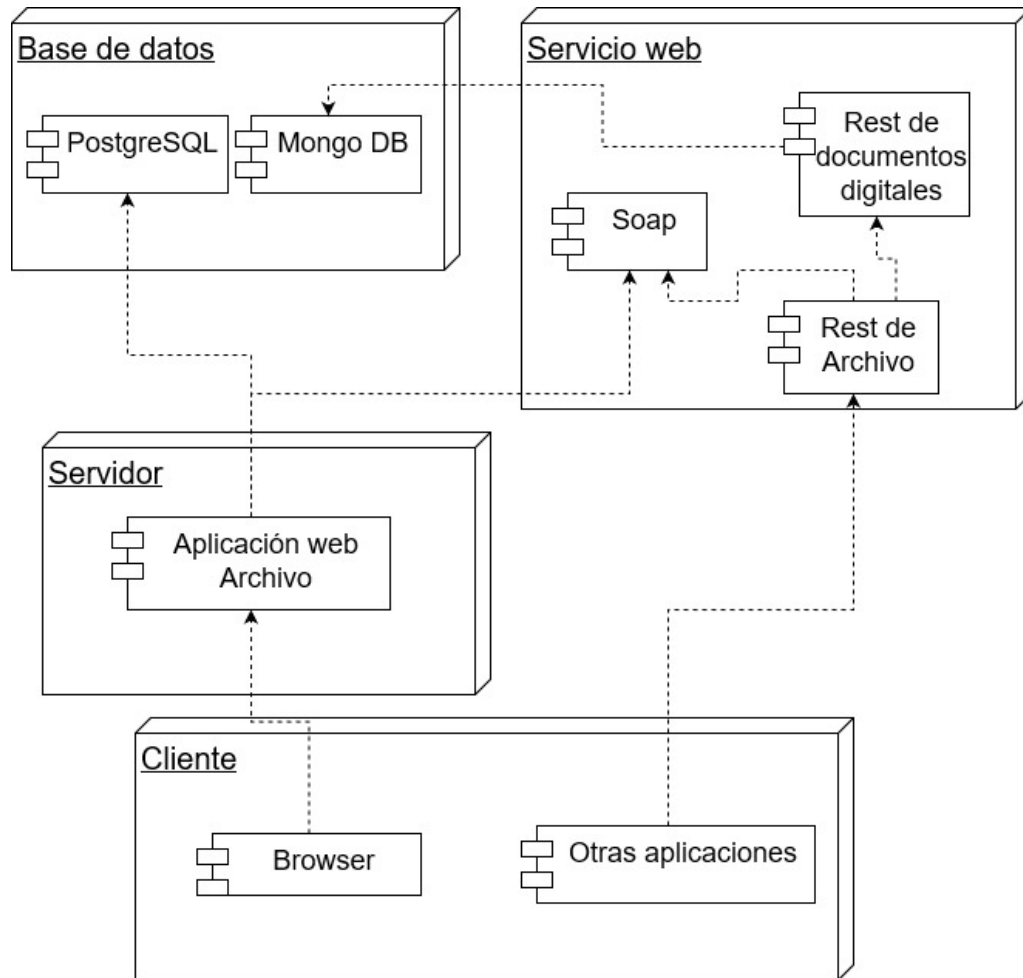 Base de datos
PostgreSQL
Mongo DB
Servicio web
Rest de
documentos
digitales
Soap
Rest de
Archivo
Servidor
Aplicación web
Archivo
Cliente
Browser
Otras aplicaciones